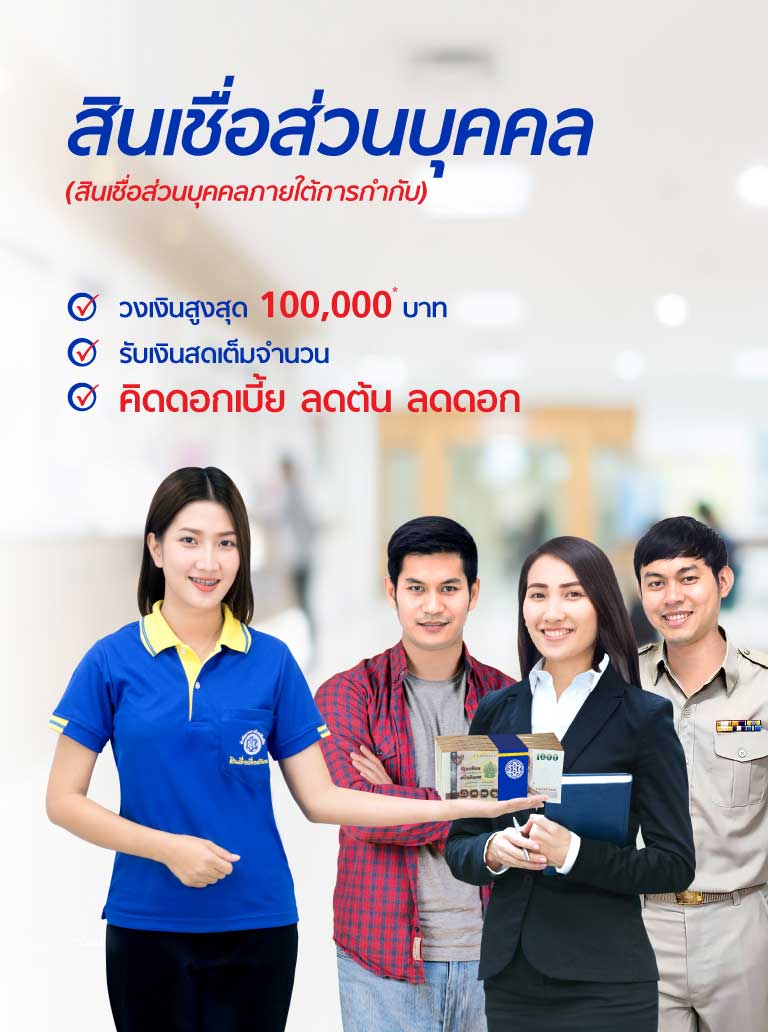 สินเชื่อส่วนบุคคล
(สินเชื่อส่วนบุคคลภายใต้การกำกับ)
วงเงินสูงสุด 100,000* บาท
รับเงินสดเต็มจำนวน
คิดดอกเบี้ย ลดต้น ลดดอก
1000